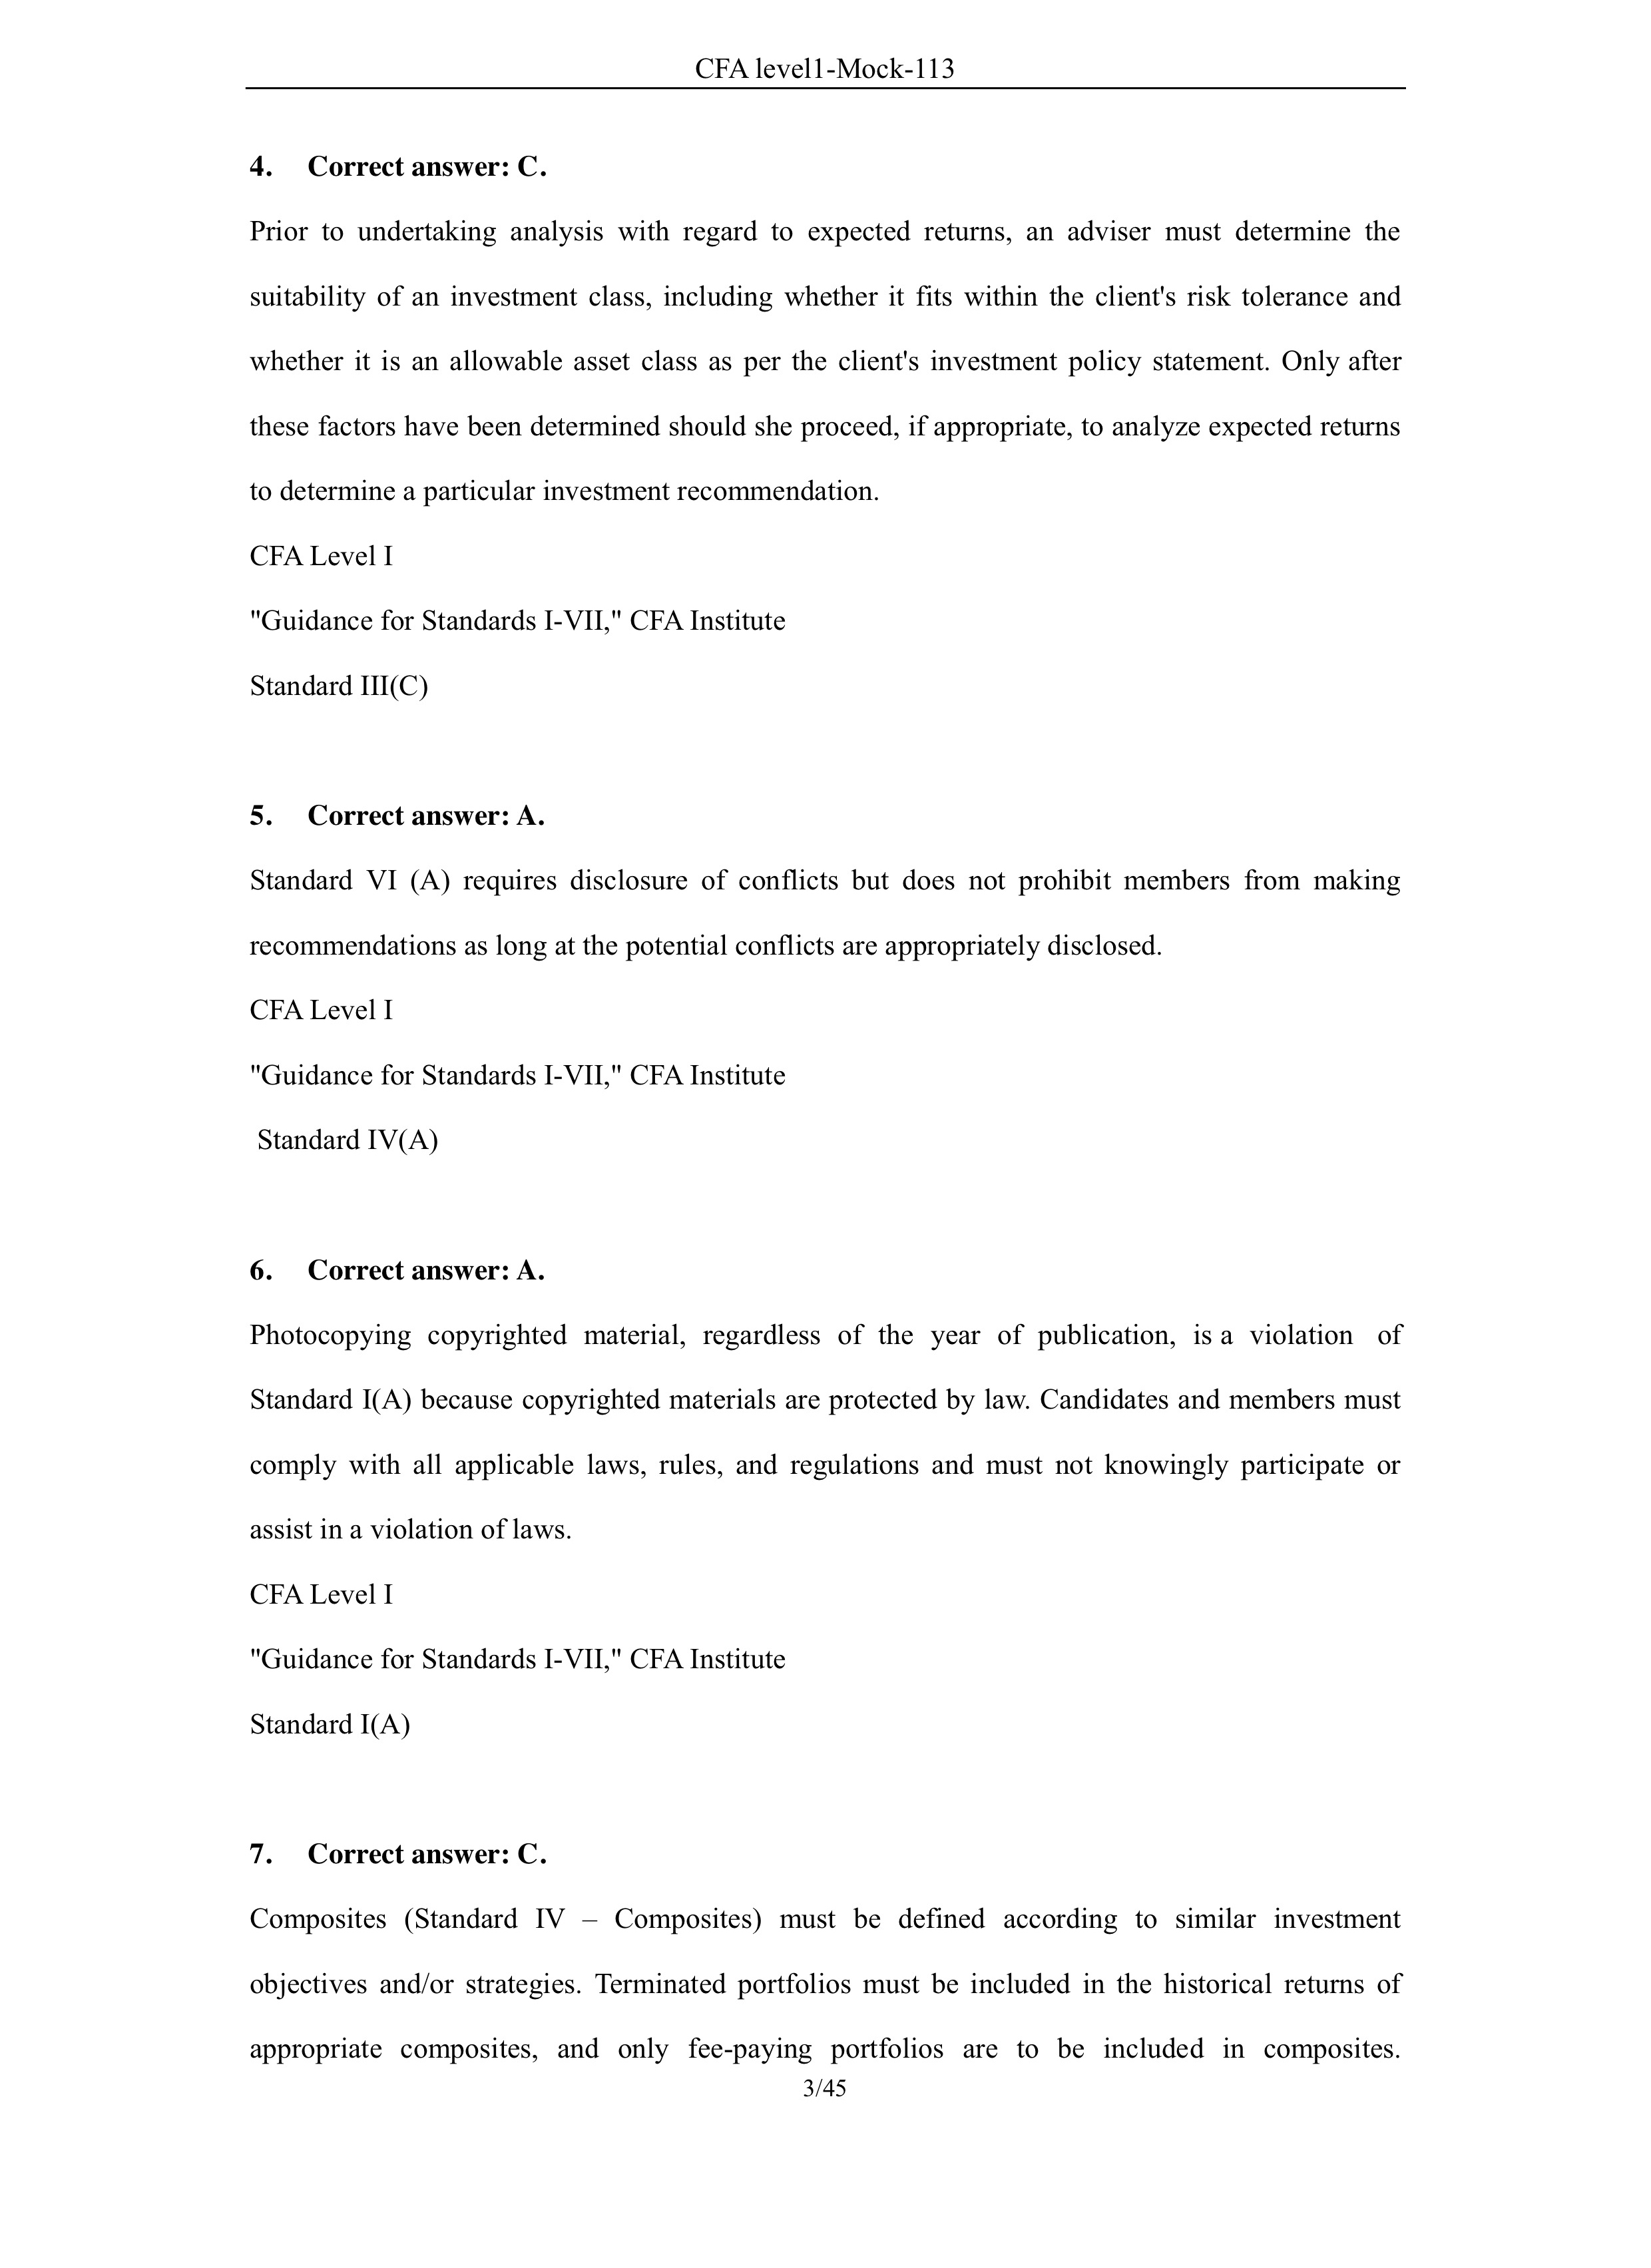 CFA level1-Mock-113
4. Correct answer: C.
Prior to undertaking analysis with regard to expected returns, an adviser must determine the
suitability of an investment class, including whether it fits within the client's risk tolerance and
whether it is an allowable asset class as per the client's investment policy statement. Only after
these factors have been determined should she proceed, if appropriate, to analyze expected returns
to determine a particular investment recommendation.
CFA Level I
"Guidance for Standards I-VII," CFA Institute
Standard III(C)
5. Correct answer: A.
Standard VI (A) requires disclosure of conflicts but does not prohibit members from making
recommendations as long at the potential conflicts are appropriately disclosed.
CFA Level I
"Guidance for Standards I-VII," CFA Institute
Standard IV(A)
6. Correct answer: A.
Photocopying copyrighted material, regardless of the year of publication, is a violation of
Standard I(A) because copyrighted materials are protected by law. Candidates and members must
comply with all applicable laws, rules, and regulations and must not knowingly participate or
assist in a violation of laws.
CFA Level I
"Guidance for Standards I-VII," CFA Institute
Standard I(A)
7. Correct answer: C.
Composites (Standard IV – Composites) must be defined according to similar investment
objectives and/or strategies. Terminated portfolios must be included in the historical returns of
appropriate composites, and only fee-paying portfolios are to be included in composites.
3/45